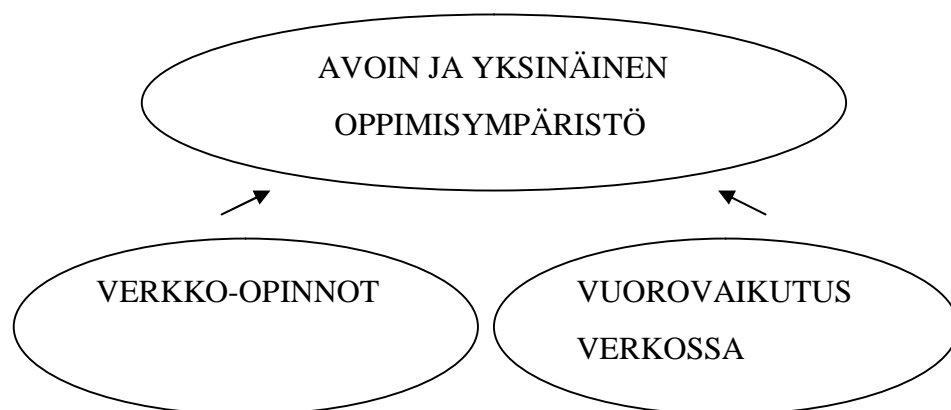 AVOIN JA YKSINÄINEN
OPPIMISYMPÄRISTÖ
VERKKO-OPINNOT
VUOROVAIKUTUS
VERKOSSA